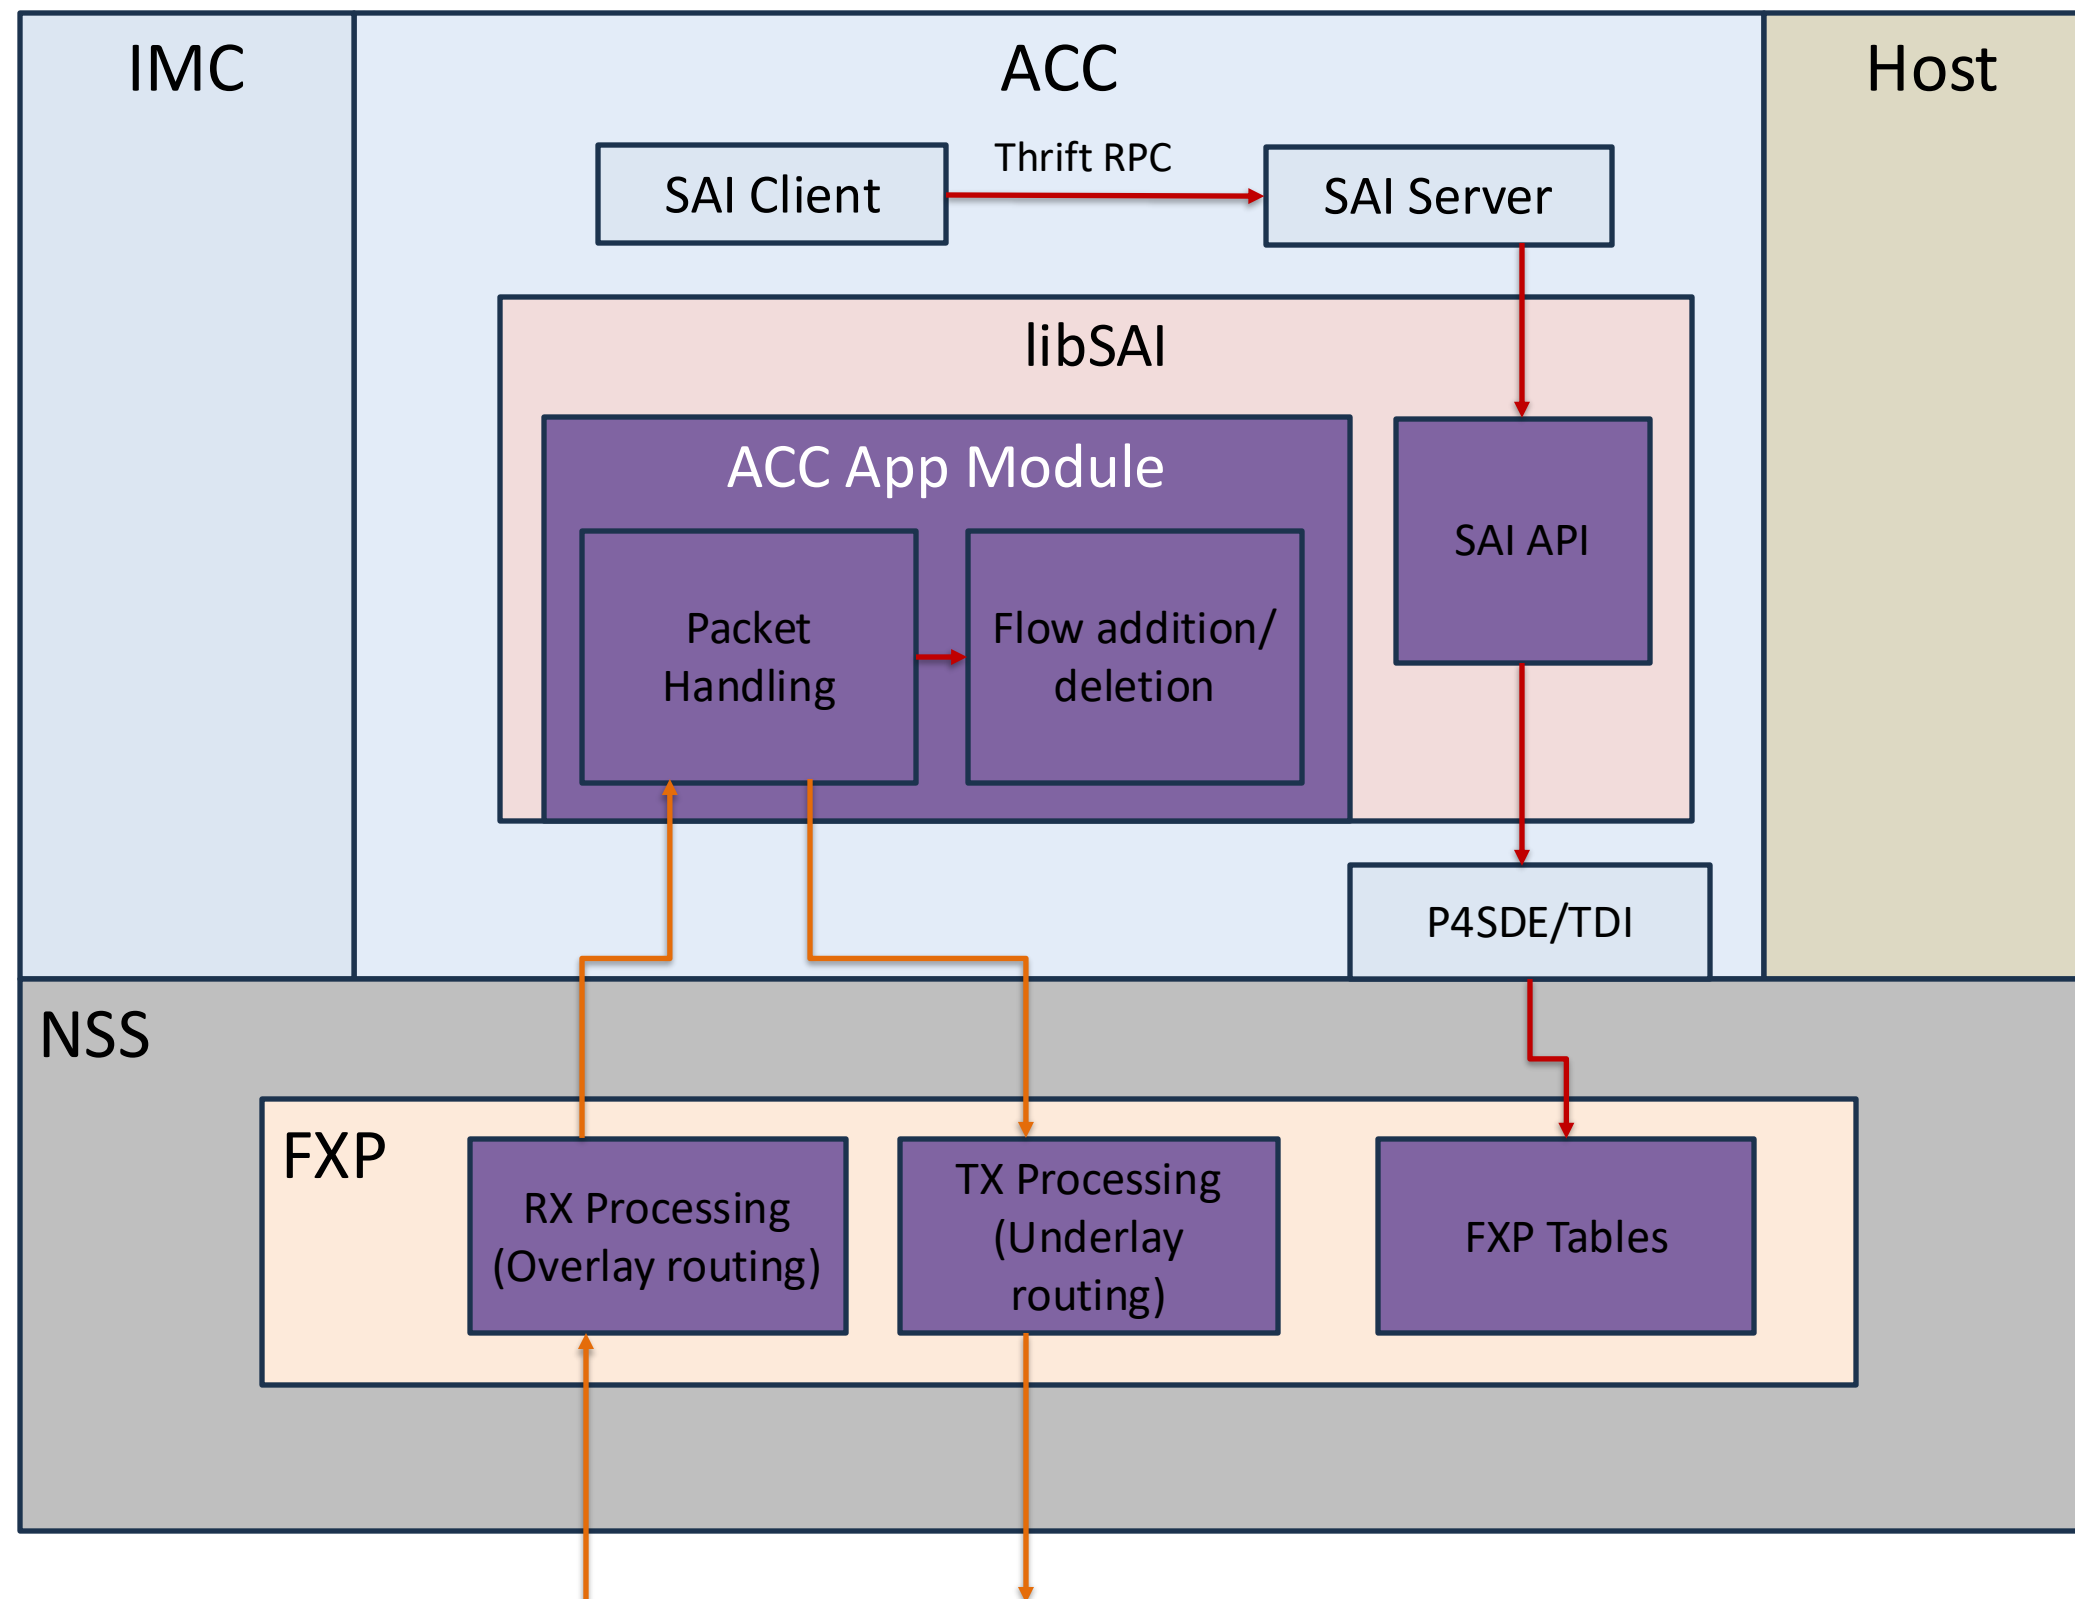 IMC
ACC
Host
Thrift RPC
SAI Client
SAI Server
libSAI
ACC App Module
SAI API
Packet
Handling
Flow addition/
deletion
P4SDE/TDI
NSS
FXP
RX Processing
(Overlay routing)
TX Processing
(Underlay
routing)
FXP Tables